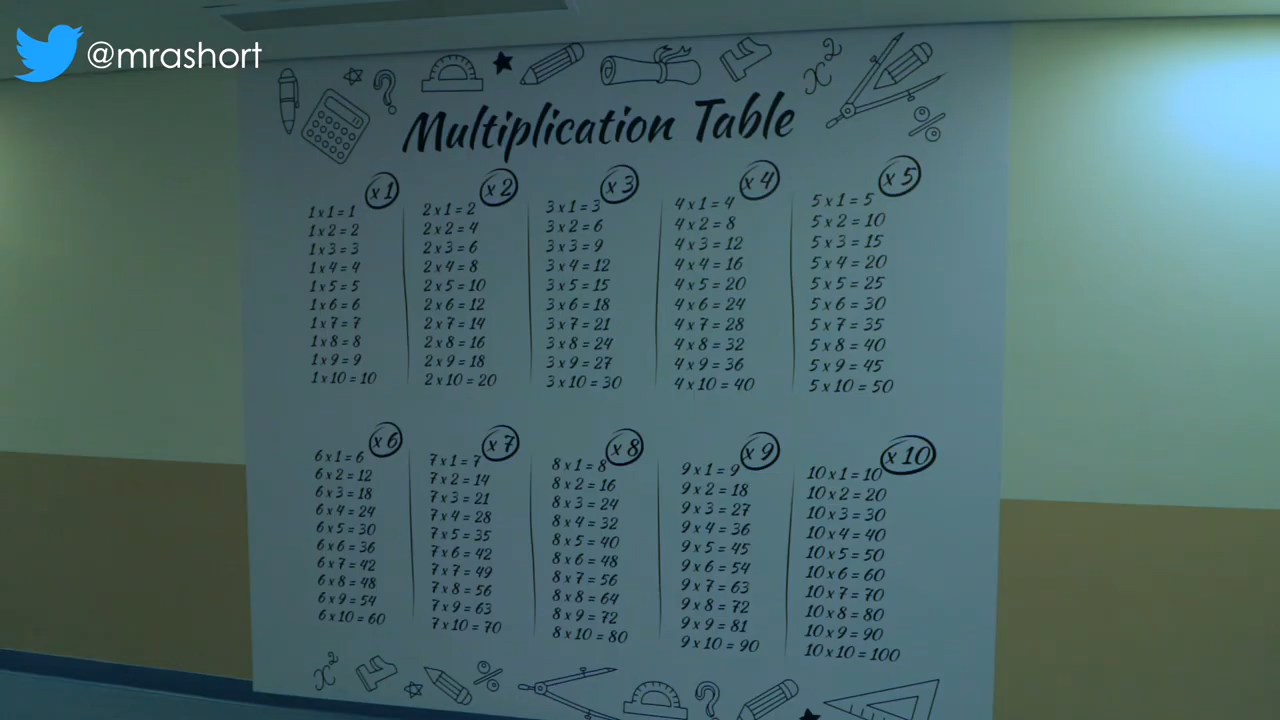 @mrashort
x²
%
Multiplication Table
x 1
1 x 1 = 1
1 x 2 = 2
1 x 3 = 3
1 x 4 = 4
1 x 5 = 5
1 x 6 = 6
1 x 7 = 7
1 x 8 = 8
1 x 9 = 9
1 x 10 = 10
x 2
2 x 1 = 2
2 x 2 = 4
2 x 3 = 6
2 x 4 = 8
2 x 5 = 10
2 x 6 = 12
2 x 7 = 14
2 x 8 = 16
2 x 9 = 18
2 x 10 = 20
x 3
3 x 1 = 3
3 x 2 = 6
3 x 3 = 9
3 x 4 = 12
3 x 5 = 15
3 x 6 = 18
3 x 7 = 21
3 x 8 = 24
3 x 9 = 27
3 x 10 = 30
x 4
4 x 1 = 4
4 x 2 = 8
4 x 3 = 12
4 x 4 = 16
4 x 5 = 20
4 x 6 = 24
4 x 7 = 28
4 x 8 = 32
4 x 9 = 36
4 x 10 = 40
x 5
5 x 1 = 5
5 x 2 = 10
5 x 3 = 15
5 x 4 = 20
5 x 5 = 25
5 x 6 = 30
5 x 7 = 35
5 x 8 = 40
5 x 9 = 45
5 x 10 = 50
x 6
6 x 1 = 6
6 x 2 = 12
6 x 3 = 18
6 x 4 = 24
6 x 5 = 30
6 x 6 = 36
6 x 7 = 42
6 x 8 = 48
6 x 9 = 54
6 x 10 = 60
x 7
7 x 1 = 7
7 x 2 = 14
7 x 3 = 21
7 x 4 = 28
7 x 5 = 35
7 x 6 = 42
7 x 7 = 49
7 x 8 = 56
7 x 9 = 63
7 x 10 = 70
x 8
8 x 1 = 8
8 x 2 = 16
8 x 3 = 24
8 x 4 = 32
8 x 5 = 40
8 x 6 = 48
8 x 7 = 56
8 x 8 = 64
8 x 9 = 72
8 x 10 = 80
x 9
9 x 1 = 9
9 x 2 = 18
9 x 3 = 27
9 x 4 = 36
9 x 5 = 45
9 x 6 = 54
9 x 7 = 63
9 x 8 = 72
9 x 9 = 81
9 x 10 = 90
x 10
10 x 1 = 10
10 x 2 = 20
10 x 3 = 30
10 x 4 = 40
10 x 5 = 50
10 x 6 = 60
10 x 7 = 70
10 x 8 = 80
10 x 9 = 90
10 x 10 = 100
x²
%